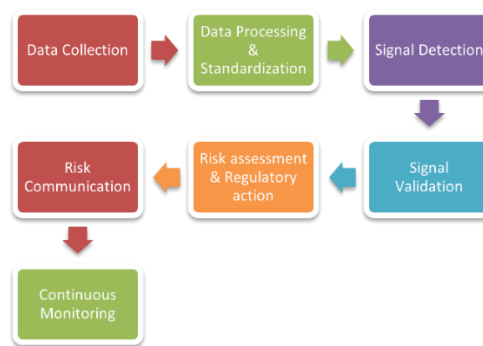 Data Collection
Data Processing
&
Standardization
Signal Detection
Signal
Validation
Risk assessment
& Regulatory
action
Risk
Communication
Continuous
Monitoring